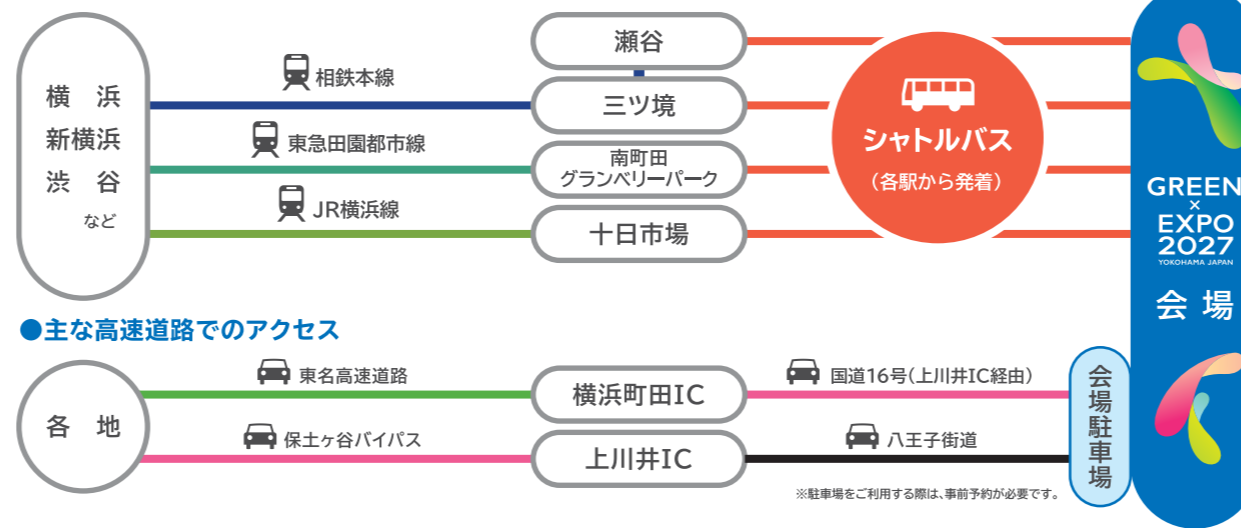 横 浜
新横浜
渋 谷
など
相鉄本線
東急田園都市線
JR横浜線
瀬谷
三ツ境
南町田
グランベリーパーク
十日市場
シャトルバス
(各駅から発着)
GREEN
×
EXPO
2027
YOKOHAMA JAPAN
会 場
●主な高速道路でのアクセス
各 地
東名高速道路
保土ヶ谷バイパス
横浜町田IC
上川井IC
国道16号(上川井IC経由)
八王子街道
会場駐車場
※駐車場をご利用する際は、事前予約が必要です。